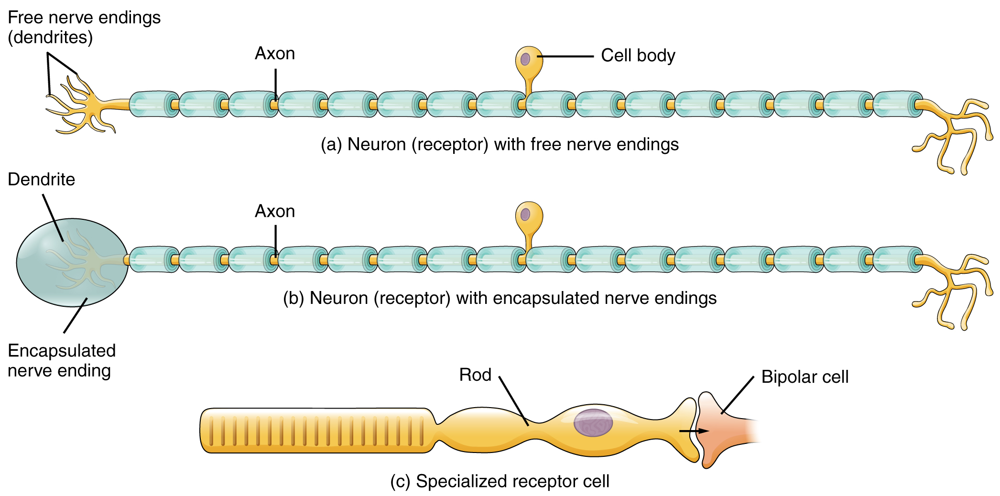 Free nerve endings
(dendrites)
Axon
Cell body
(a) Neuron (receptor) with free nerve endings
Dendrite
Axon
(b) Neuron (receptor) with encapsulated nerve endings
Encapsulated
nerve ending
Rod
Bipolar cell
(c) Specialized receptor cell